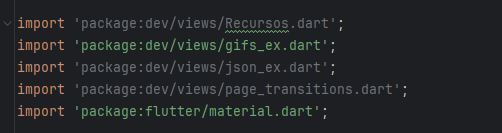 import 'package:dev/views/Recursos.dart';
import 'package:dev/views/gifs_ex.dart';
import 'package:dev/views/json_ex.dart';
import 'package:dev/views/page_transitions.dart';
import 'package:flutter/material.dart';